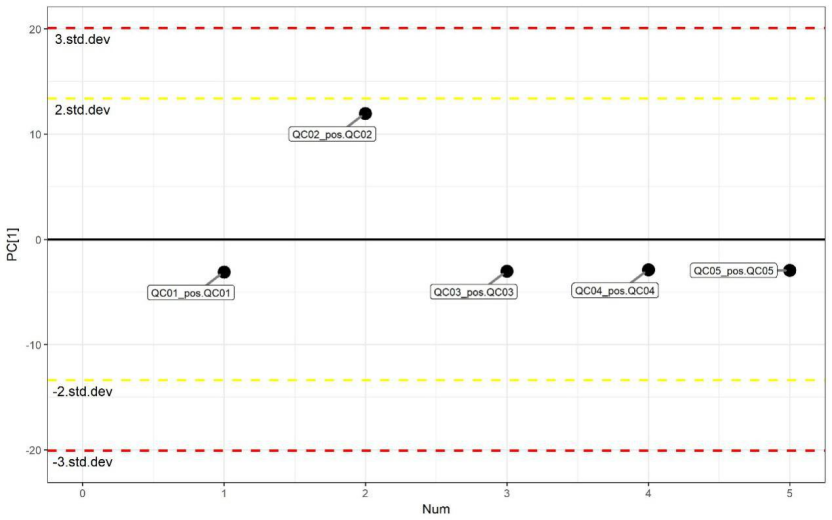 20
3.std.dev
2.std.dev
10
QC02_pos.QC02
PC[1]
0
QC01_pos.QC01
QC03_pos.QC03
QC04_pos.QC04
QC05_pos.QC05
-10
-2.std.dev
-20
-3.std.dev
0 1 2 3 4 5
Num